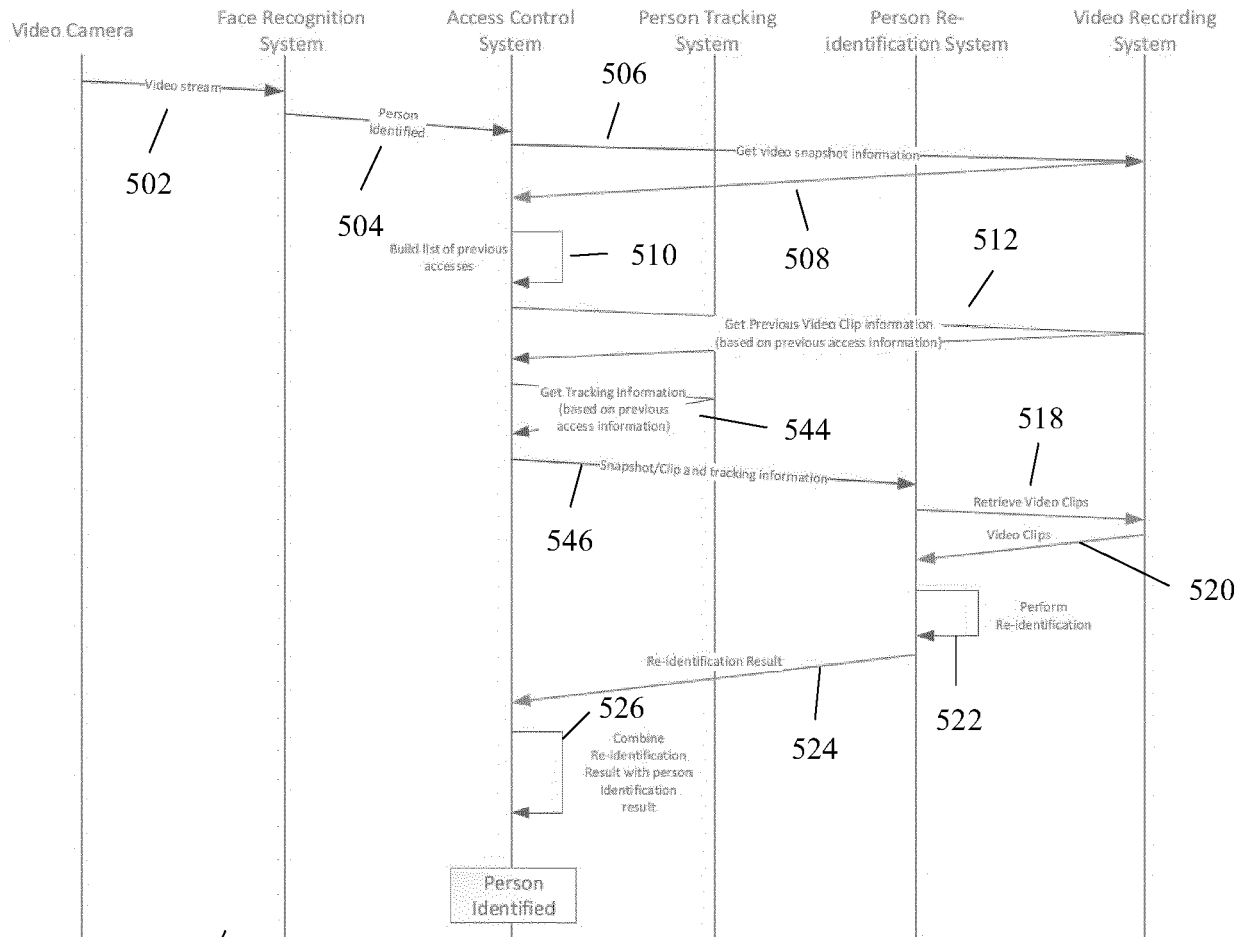 Video Camera
Face Recognition
System
Access Control
System
Person Tracking
System
Person Re-
identification System
Video Recording
System
Video stream
502
Person
Identified
504
506
Get video snapshot information
508
Build list of previous
accesses
510
512
Get Previous Video Clip information
(based on previous access information)
Get Tracking Information
(based on previous
access information)
544
518
Snapshot/Clip and tracking information
546
Retrieve Video Clips
Video Clips
520
Perform
Re-identification
522
Re-identification Result
524
526
Combine
Re-identification
Result with person
Identification
result
Person
Identified